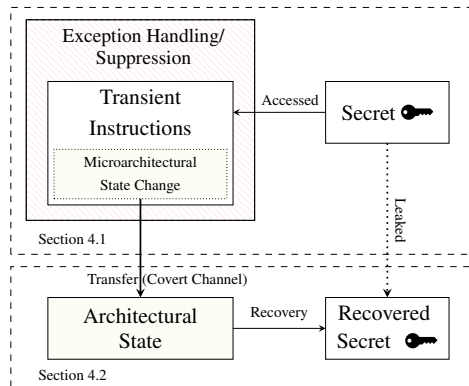 Exception Handling/
Suppression
Transient
Instructions
Microarchitectural
State Change
Accessed
Secret
Leaked
Section 4.1
Transfer (Covert Channel)
Architectural
State
Recovery
Recovered
Secret
Section 4.2